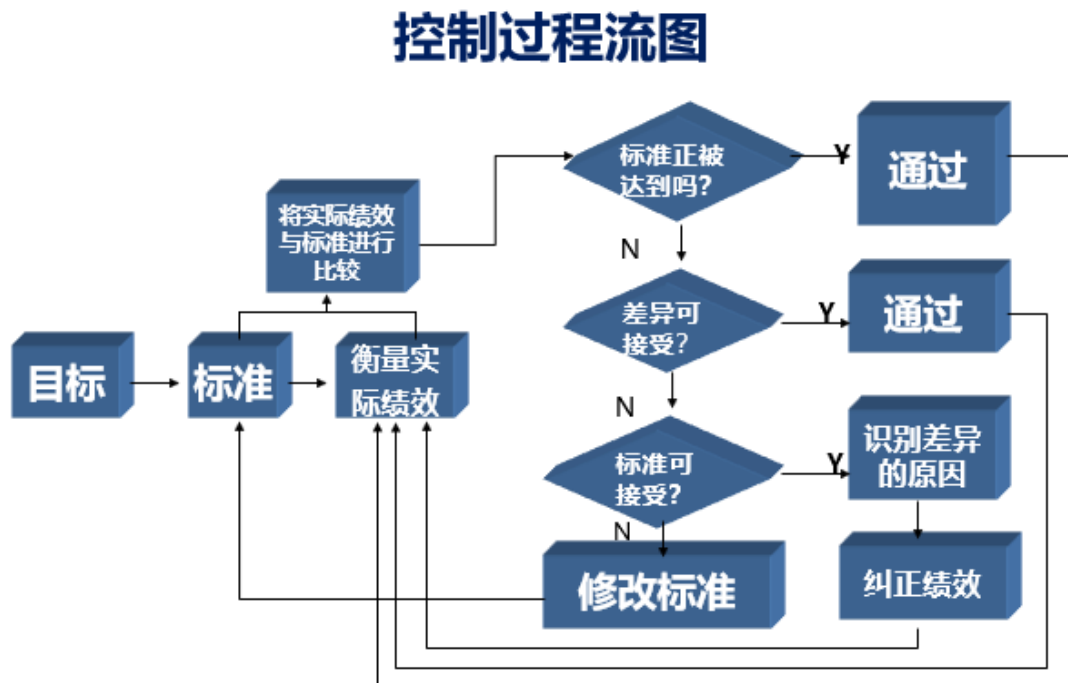 控制过程流图
标准正被
达到吗?
Y
通过
将实际绩效
与标准进行
比较
N
差异可
接受?
Y
通过
目标
标准
衡量实
际绩效
N
标准可
接受?
Y
识别差异
的原因
N
修改标准
纠正绩效